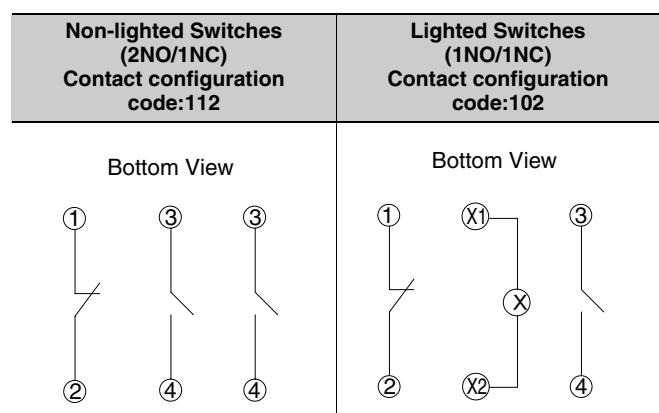 Non-lighted Switches
(2NO/1NC)
Contact configuration
code:112
Lighted Switches
(1NO/1NC)
Contact configuration
code:102
Bottom View
1 3 3
2 4 4
Bottom View
1 X1 3
X
2 X2 4